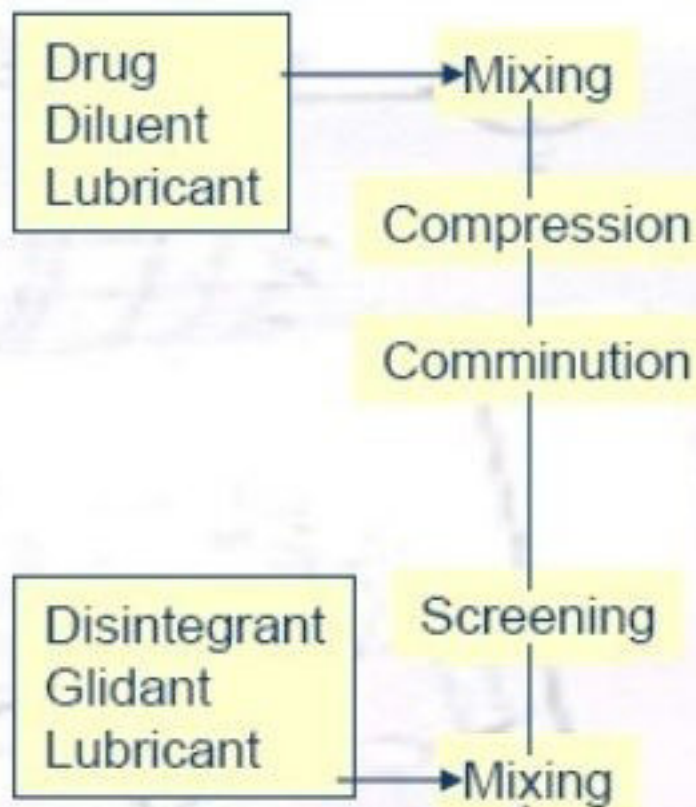 Drug
Diluent
Lubricant
Mixing
Compression
Comminution
Screening
Disintegrant
Glidant
Lubricant
Mixing